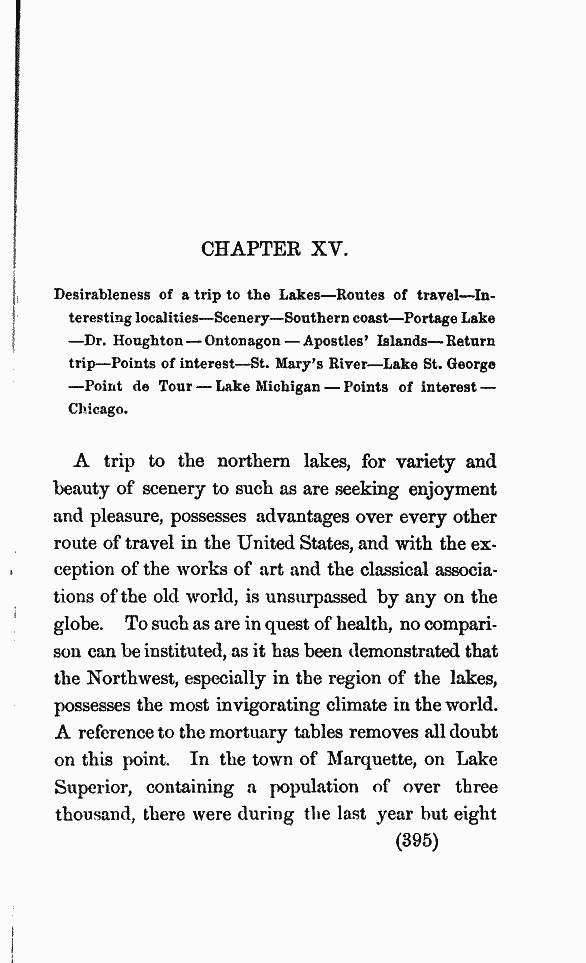 CHAPTER XV.
Desirableness of a trip to the Lakes—Routes of travel—In-
teresting localities—Scenery—Southern coast—Portage Lake
—Dr. Houghton—Ontonagon—Apostles' Islands—Return
trip—Points of interest—St. Mary's River—Lake St. George
—Point de Tour—Lake Michigan—Points of interest—
Chicago.
A trip to the northern lakes, for variety and
beauty of scenery to such as are seeking enjoyment
and pleasure, possesses advantages over every other
route of travel in the United States, and with the ex-
ception of the works of art and the classical associa-
tions of the old world, is unsurpassed by any on the
globe. To such as are in quest of health, no compari-
son can be instituted, as it has been demonstrated that
the Northwest, especially in the region of the lakes,
possesses the most invigorating climate in the world.
A reference to the mortuary tables removes all doubt
on this point. In the town of Marquette, on Lake
Superior, containing a population of over three
thousand, there were during the last year but eight
(395)